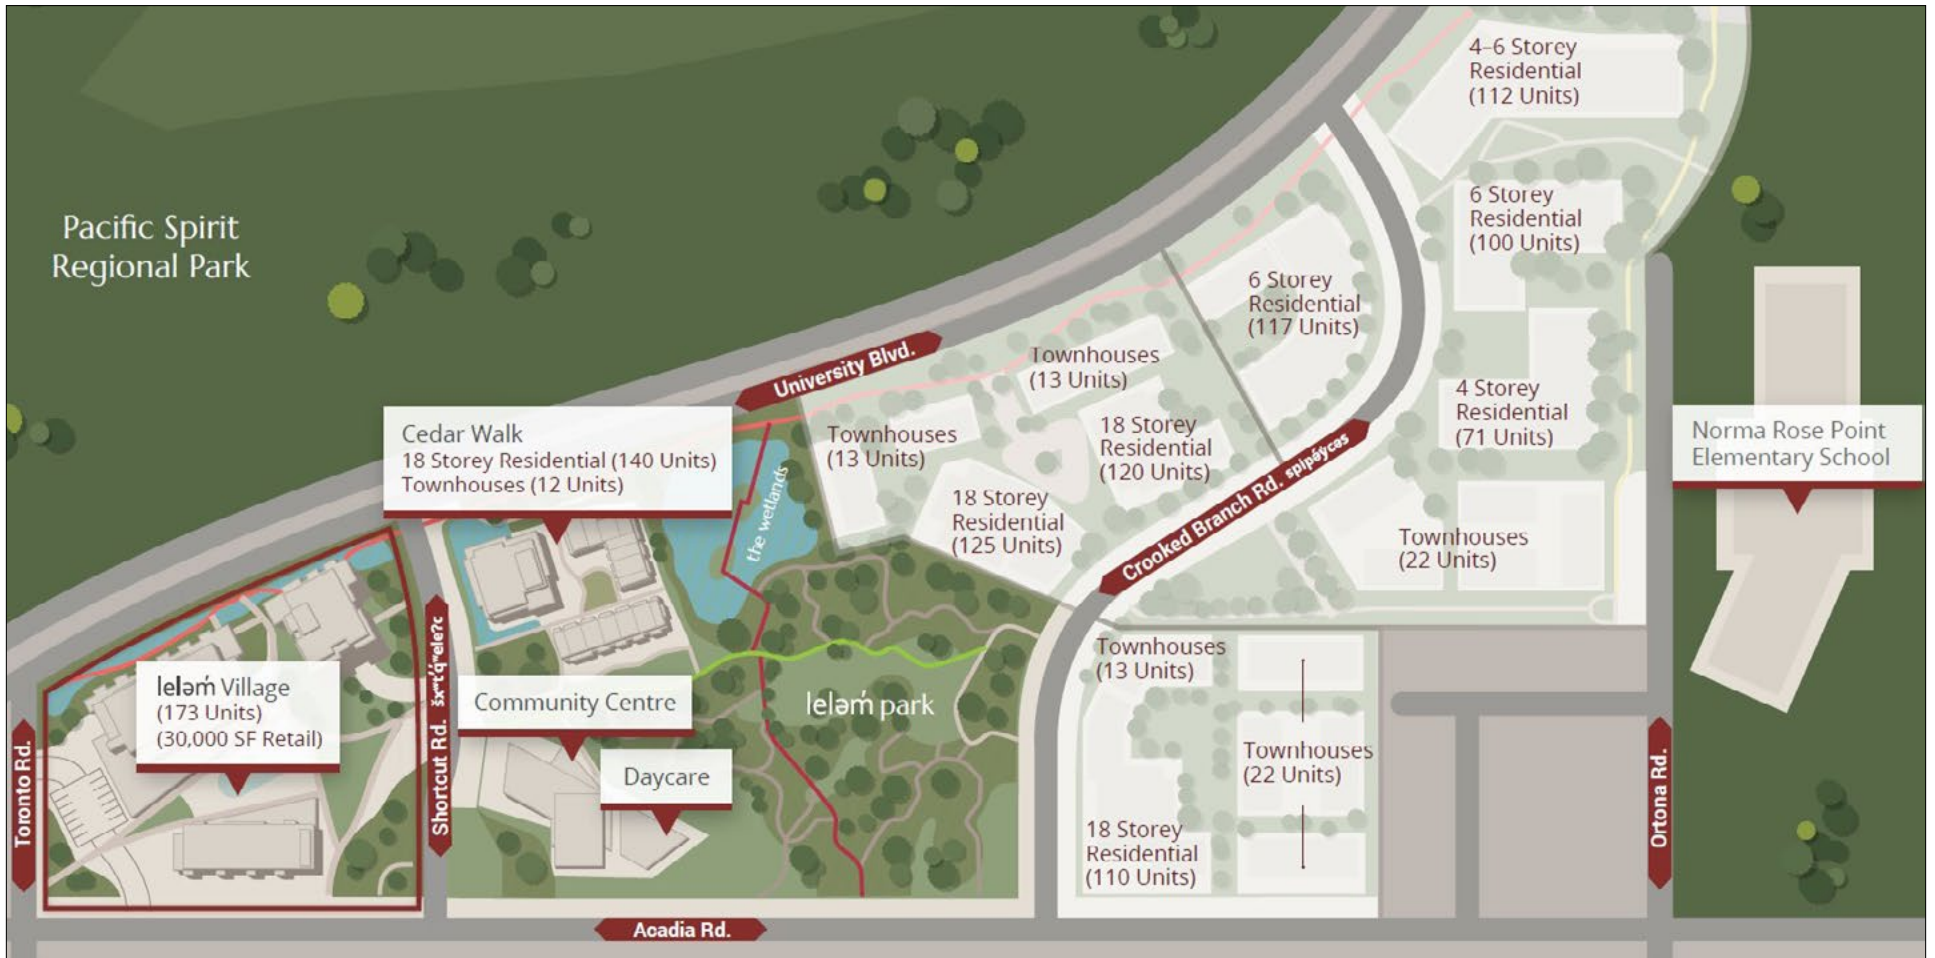 4–6 Storey
Residential
(112 Units)
Pacific Spirit
Regional Park
6 Storey
Residential
(100 Units)
6 Storey
Residential
(117 Units)
University Blvd.
Townhouses
(13 Units)
4 Storey
Residential
(71 Units)
Norma Rose Point
Elementary School
Cedar Walk
18 Storey Residential (140 Units)
Townhouses (12 Units)
Townhouses
(13 Units)
18 Storey
Residential
(120 Units)
the wetlands
18 Storey
Residential
(125 Units)
Crooked Branch Rd. spipəy̓cəs
Townhouses
(22 Units)
Townhouses
(13 Units)
leləm̓ Village
(173 Units)
(30,000 SF Retail)
Shortcut Rd.
Community Centre
leləm̓ park
Daycare
Townhouses
(22 Units)
Toronto Rd.
Ortona Rd.
18 Storey
Residential
(110 Units)
Acadia Rd.